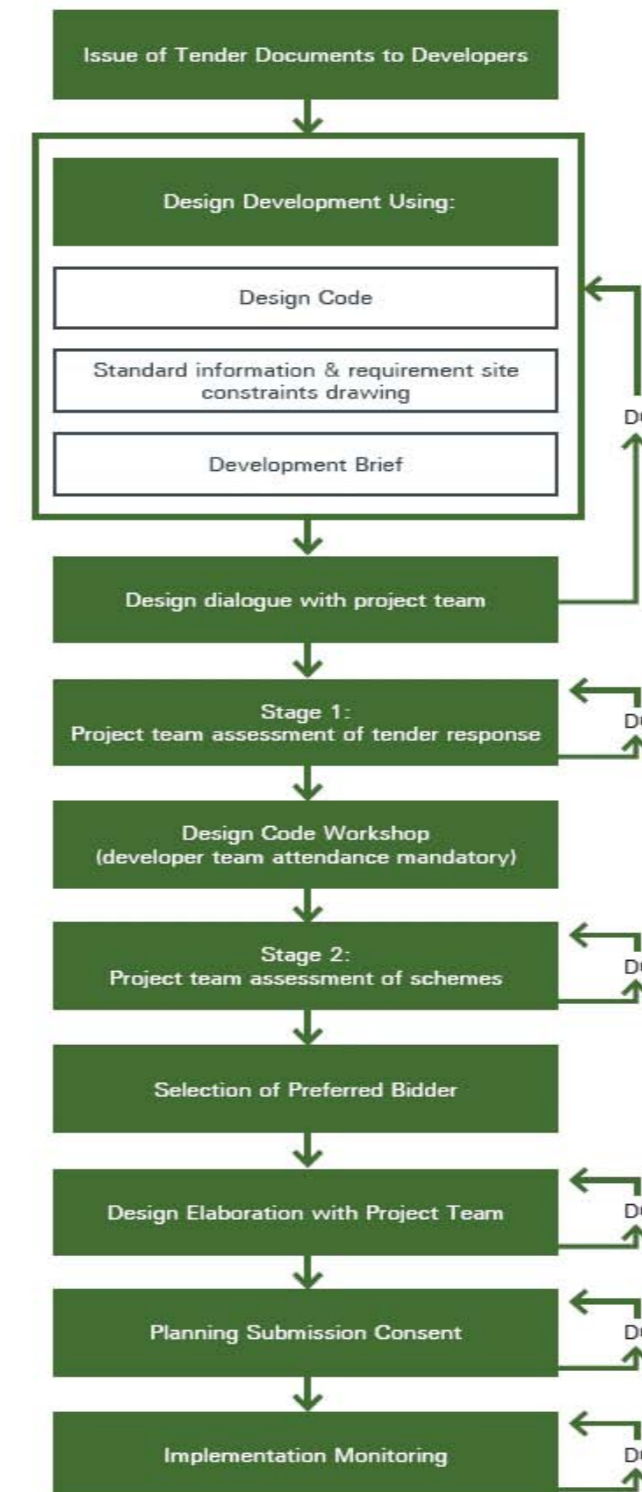 Issue of Tender Documents to Developers
Design Development Using:
Design Code
Standard information & requirement site
constraints drawing
Development Brief
Design dialogue with project team
Stage 1:
Project team assessment of tender response
Design Code Workshop
(developer team attendance mandatory)
Stage 2:
Project team assessment of schemes
Selection of Preferred Bidder
Design Elaboration with Project Team
Planning Submission Consent
Implementation Monitoring